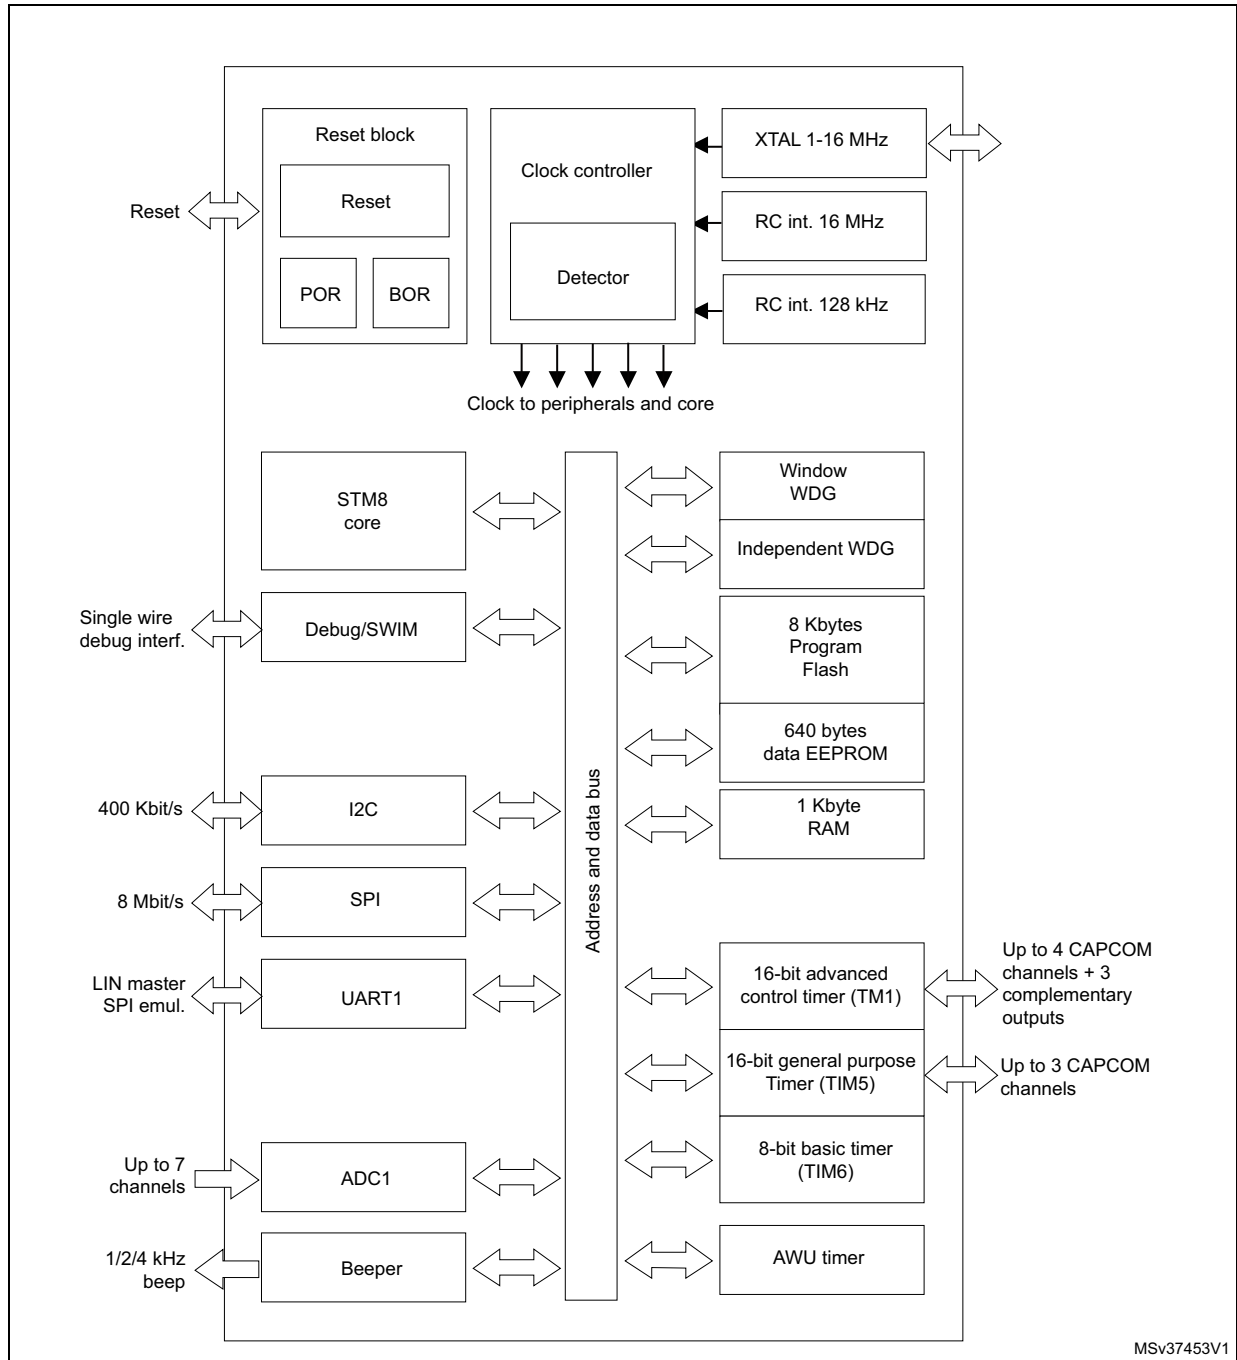 Reset block
Reset
POR
BOR
Reset
Clock controller
Detector
XTAL 1-16 MHz
RC int. 16 MHz
RC int. 128 kHz
Clock to peripherals and core
STM8
core
Single wire
debug interf.
Debug/SWIM
400 Kbit/s
I2C
8 Mbit/s
SPI
LIN master
SPI emul.
UART1
Up to 7
channels
ADC1
1/2/4 kHz
beep
Beeper
Address and data bus
Window
WDG
Independent WDG
8 Kbytes
Program
Flash
640 bytes
data EEPROM
1 Kbyte
RAM
16-bit advanced
control timer (TM1)
Up to 4 CAPCOM
channels + 3
complementary
outputs
16-bit general purpose
Timer (TIM5)
Up to 3 CAPCOM
channels
8-bit basic timer
(TIM6)
AWU timer
MSv37453V1